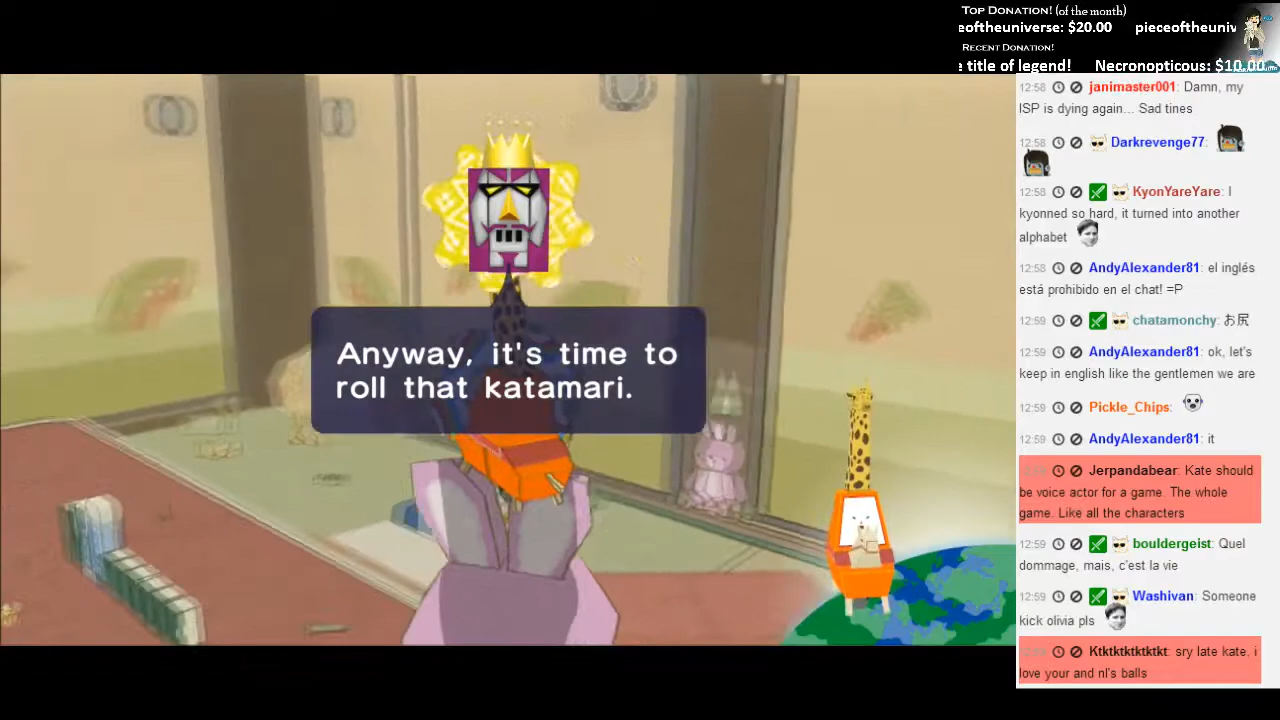 Top Donation! (of the month)
eoftheuniverse: $20.00 pieceoftheuniv
Recent Donation!
title of legend! Necronopticous: $10.00
Anyway, it's time to
roll that katamari.
12:58 janimaster001: Damn, my
ISP is dying again... Sad tines
12:58 Darkrevenge77:
12:58 KyonYareYare: I
kyonned so hard, it turned into another
alphabet
12:58 AndyAlexander81: el inglés
está prohibido en el chat! =P
12:59 chatamonchy: お尻
12:59 AndyAlexander81: ok, let's
keep in english like the gentlemen we are
12:59 Pickle_Chips:
12:59 AndyAlexander81: it
12:59 Jerpandabear: Kate should
be voice actor for a game. The whole
game. Like all the characters
12:59 bouldergeist: Quel
dommage, mais, c'est la vie
12:59 Washivan: Someone
kick olivia pls
12:59 Ktktktktktktkt: sry late kate, i
love your and nl's balls